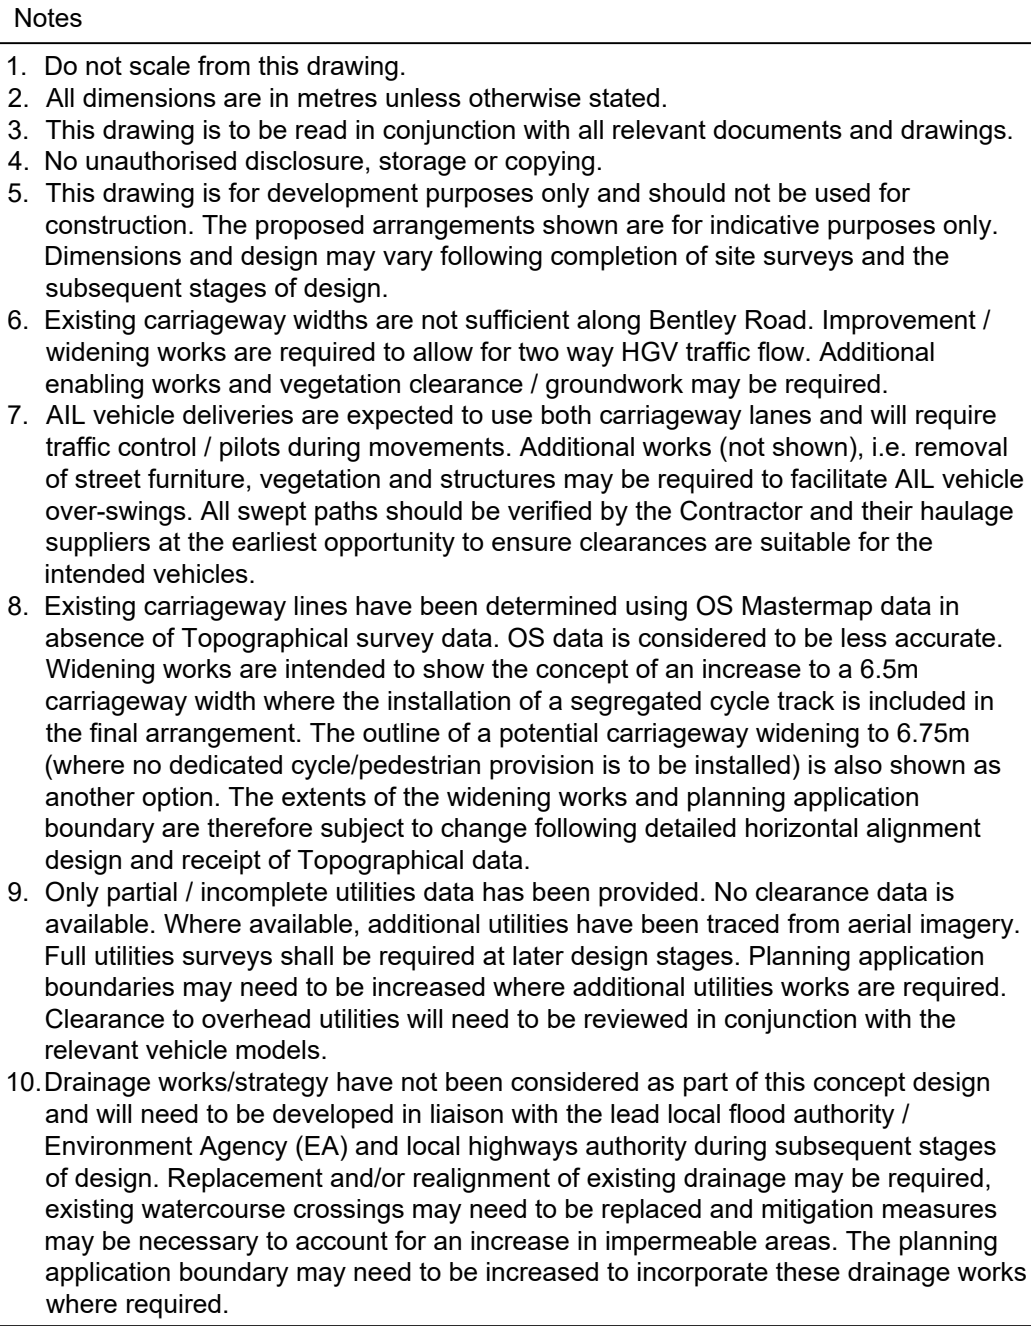 Notes
1. Do not scale from this drawing.
2. All dimensions are in metres unless otherwise stated.
3. This drawing is to be read in conjunction with all relevant documents and drawings.
4. No unauthorised disclosure, storage or copying.
5. This drawing is for development purposes only and should not be used for
construction. The proposed arrangements shown are for indicative purposes only.
Dimensions and design may vary following completion of site surveys and the
subsequent stages of design.
6. Existing carriageway widths are not sufficient along Bentley Road. Improvement /
widening works are required to allow for two way HGV traffic flow. Additional
enabling works and vegetation clearance / groundwork may be required.
7. AIL vehicle deliveries are expected to use both carriageway lanes and will require
traffic control / pilots during movements. Additional works (not shown), i.e. removal
of street furniture, vegetation and structures may be required to facilitate AIL vehicle
over-swings. All swept paths should be verified by the Contractor and their haulage
suppliers at the earliest opportunity to ensure clearances are suitable for the
intended vehicles.
8. Existing carriageway lines have been determined using OS Mastermap data in
absence of Topographical survey data. OS data is considered to be less accurate.
Widening works are intended to show the concept of an increase to a 6.5m
carriageway width where the installation of a segregated cycle track is included in
the final arrangement. The outline of a potential carriageway widening to 6.75m
(where no dedicated cycle/pedestrian provision is to be installed) is also shown as
another option. The extents of the widening works and planning application
boundary are therefore subject to change following detailed horizontal alignment
design and receipt of Topographical data.
9. Only partial / incomplete utilities data has been provided. No clearance data is
available. Where available, additional utilities have been traced from aerial imagery.
Full utilities surveys shall be required at later design stages. Planning application
boundaries may need to be increased where additional utilities works are required.
Clearance to overhead utilities will need to be reviewed in conjunction with the
relevant vehicle models.
10. Drainage works/strategy have not been considered as part of this concept design
and will need to be developed in liaison with the lead local flood authority /
Environment Agency (EA) and local highways authority during subsequent stages
of design. Replacement and/or realignment of existing drainage may be required,
existing watercourse crossings may need to be replaced and mitigation measures
may be necessary to account for an increase in impermeable areas. The planning
application boundary may need to be increased to incorporate these drainage works
where required.